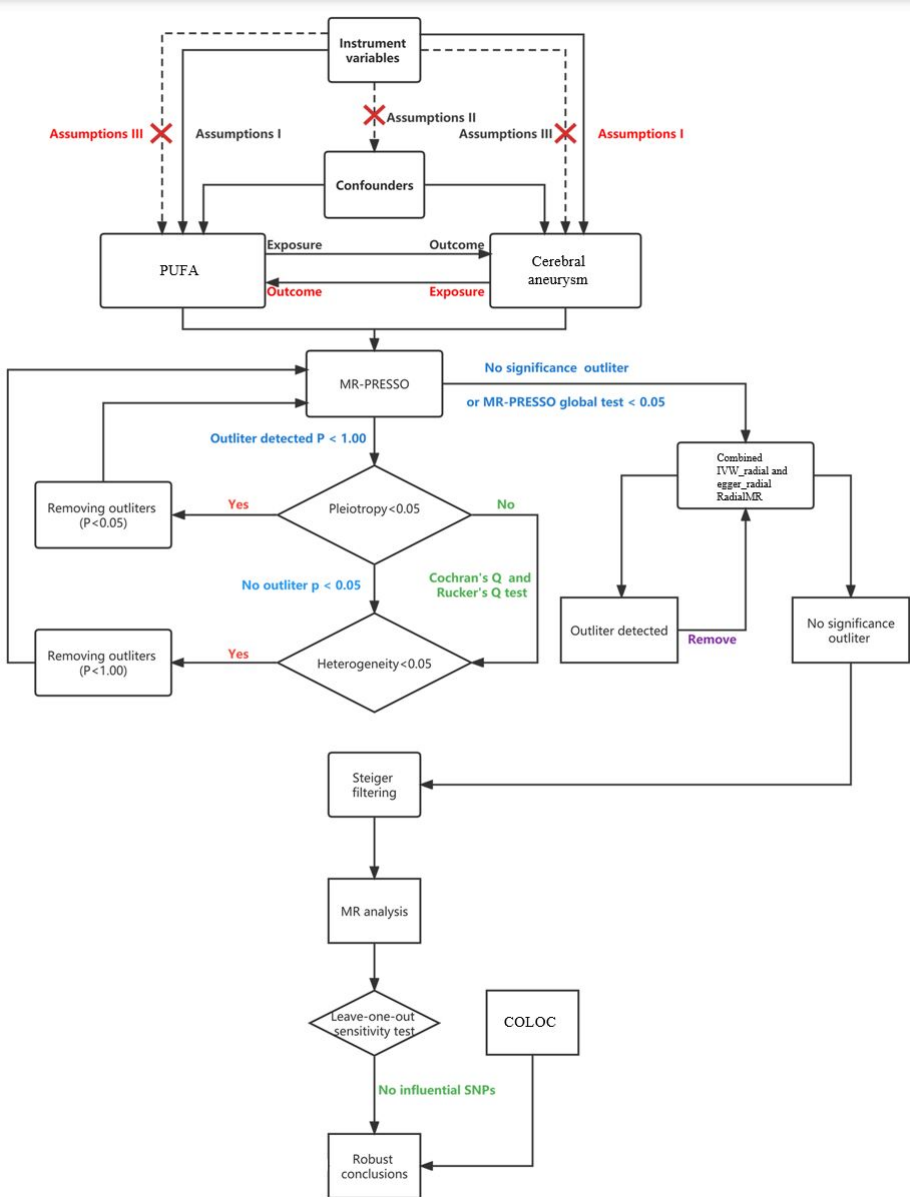 Instrument
variables
Assumptions II
Assumptions III
Assumptions I
Assumptions III
Assumptions I
Confounders
Exposure
Outcome
PUFA
Cerebral
aneurysm
Outcome
Exposure
MR-PRESSO
No significance outliter
or MR-PRESSO global test < 0.05
Outliter detected P < 1.00
Combined
IVW_radial and
egger_radial
RadialMR
Removing outliters
(P<0.05)
Yes
Pleiotropy<0.05
No
No outliter p < 0.05
Cochran's Q and
Rucker's Q test
Outliter detected
Remove
No significance
outliter
Removing outliters
(P<1.00)
Yes
Heterogeneity<0.05
Steiger
filtering
MR analysis
Leave-one-out
sensitivity test
COLOC
No influential SNPs
Robust
conclusions